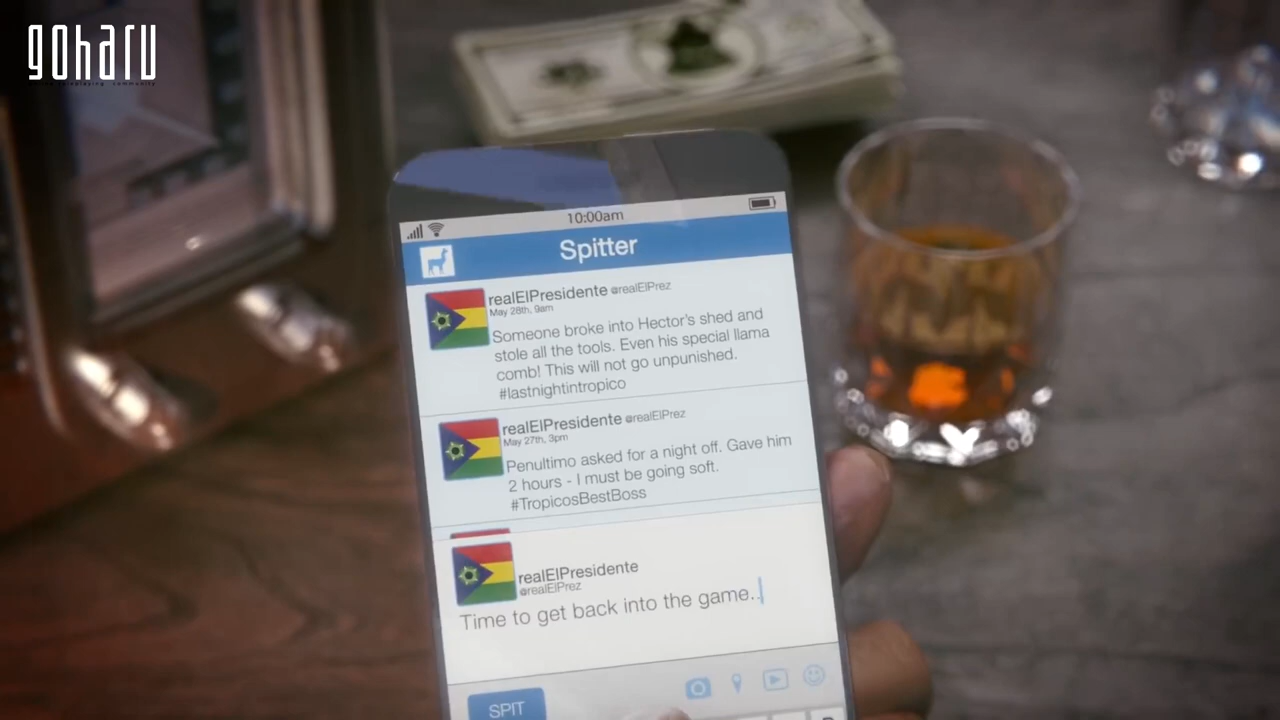 goharu
10:00am
Spitter
realElPresidente @realElPrez
May 28th, 9am
Someone broke into Hector's shed and
stole all the tools. Even his special llama
comb! This will not go unpunished.
#lastnightintropico
realElPresidente @realElPrez
May 27th, 3pm
Penultimo asked for a night off. Gave him
2 hours - I must be going soft.
#TropicosBestBoss
realElPresidente
@realElPrez
Time to get back into the game..
SPIT